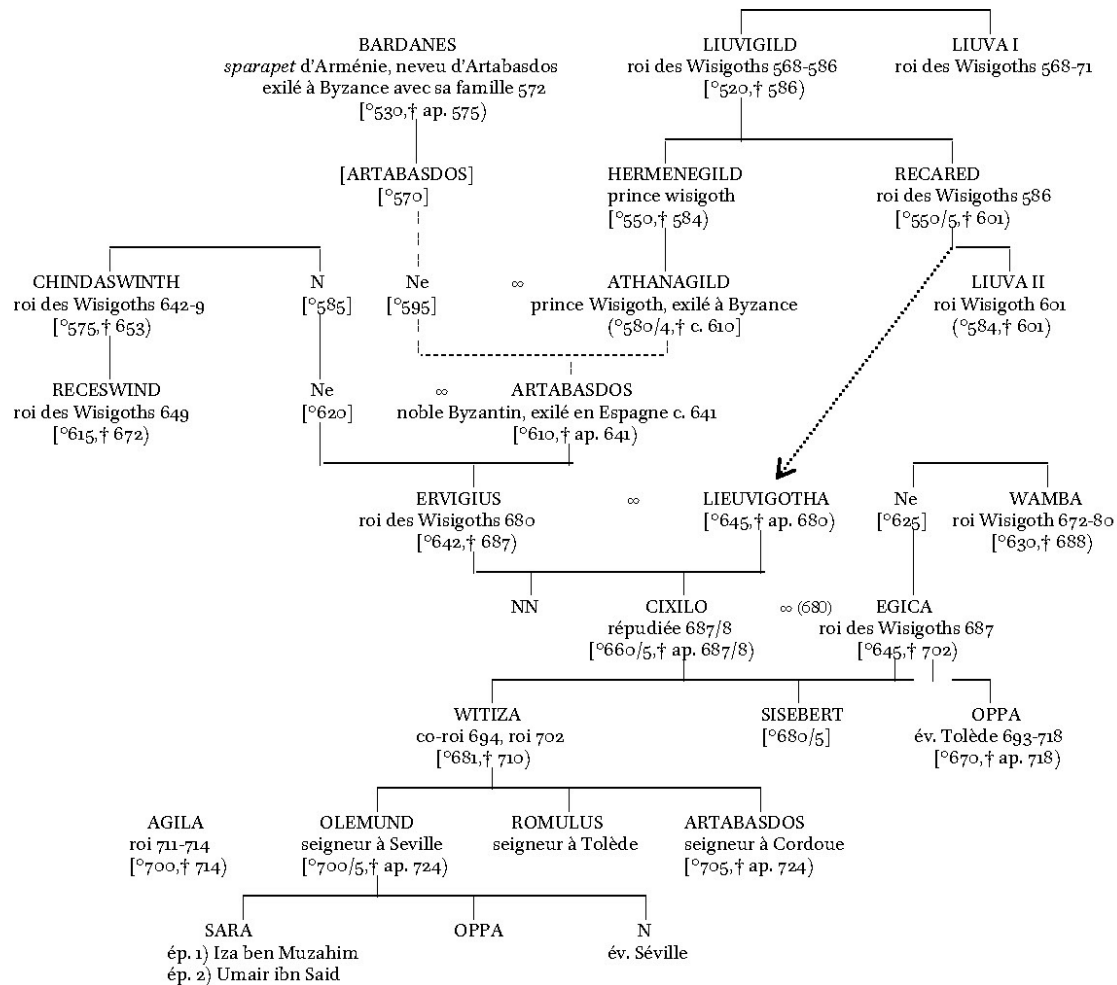 BARDANES
sparapet d'Arménie, neveu d'Artabasdos
exilé à Byzance avec sa famille 572
[°530,† ap. 575)
LIUVIGILD
roi des Wisigoths 568-586
[°520,† 586)
LIUVA I
roi des Wisigoths 568-71
[ARTABASDOS]
[°570]
HERMENEGILD
prince wisigoth
[°550,† 584)
RECARED
roi des Wisigoths 586
[°550/5,† 601)
CHINDASWINTH
roi des Wisigoths 642-9
[°575,† 653)
N
[°585]
Ne
[°595]
∞
ATHANAGILD
prince Wisigoth, exilé à Byzance
(°580/4,† c. 610]
LIUVA II
roi Wisigoth 601
(°584,† 601)
RECESWIND
roi des Wisigoths 649
[°615,† 672)
Ne
[°620]
∞
ARTABASDOS
noble Byzantin, exilé en Espagne c. 641
[°610,† ap. 641)
ERVIGIUS
roi des Wisigoths 680
[°642,† 687)
∞
LIEUVIGOTHA
[°645,† ap. 680)
Ne
[°625]
WAMBA
roi Wisigoth 672-80
[°630,† 688)
NN
CIXILO
répudiée 687/8
[°660/5,† ap. 687/8)
∞ (680)
EGICA
roi des Wisigoths 687
[°645,† 702)
WITIZA
co-roi 694, roi 702
[°681,† 710)
SISEBERT
[°680/5]
OPPA
év. Tolède 693-718
[°670,† ap. 718)
AGILA
roi 711-714
[°700,† 714)
OLEMUND
seigneur à Seville
[°700/5,† ap. 724)
ROMULUS
seigneur à Tolède
ARTABASDOS
seigneur à Cordoue
[°705,† ap. 724)
SARA
ép. 1) Iza ben Muzahim
ép. 2) Umair ibn Said
OPPA
N
év. Séville